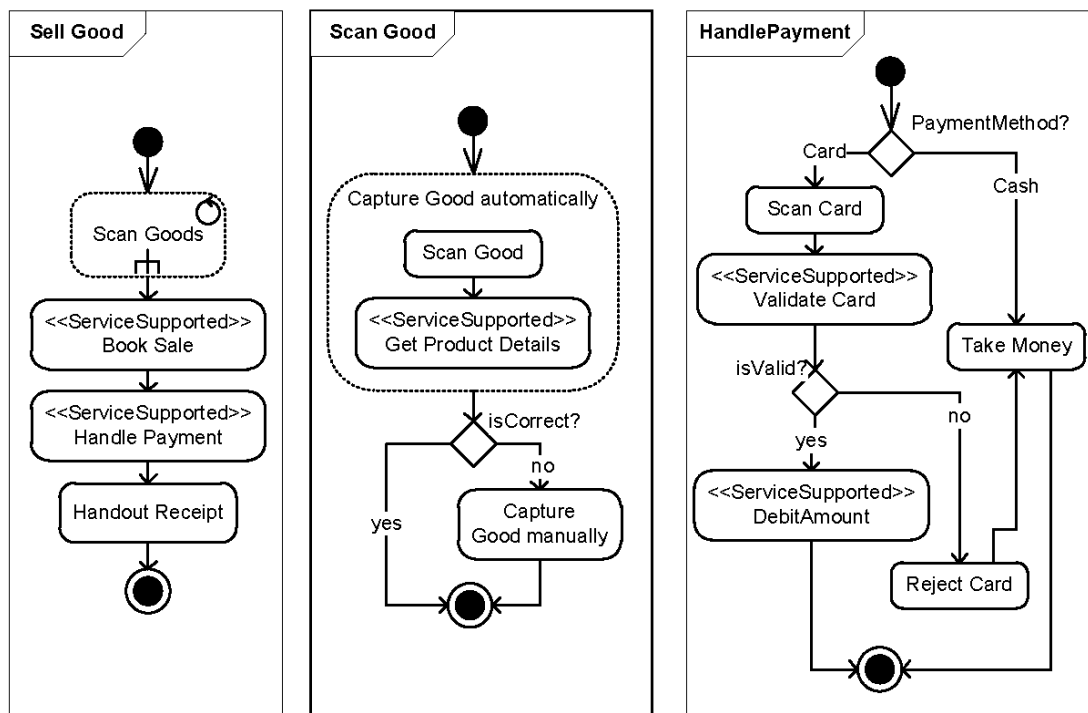 Sell Good
Scan Goods
<<ServiceSupported>>
Book Sale
<<ServiceSupported>>
Handle Payment
Handout Receipt
Scan Good
Capture Good automatically
Scan Good
<<ServiceSupported>>
Get Product Details
isCorrect?
no
yes
Capture
Good manually
HandlePayment
PaymentMethod?
Card
Cash
Scan Card
<<ServiceSupported>>
Validate Card
Take Money
isValid?
no
yes
<<ServiceSupported>>
DebitAmount
Reject Card